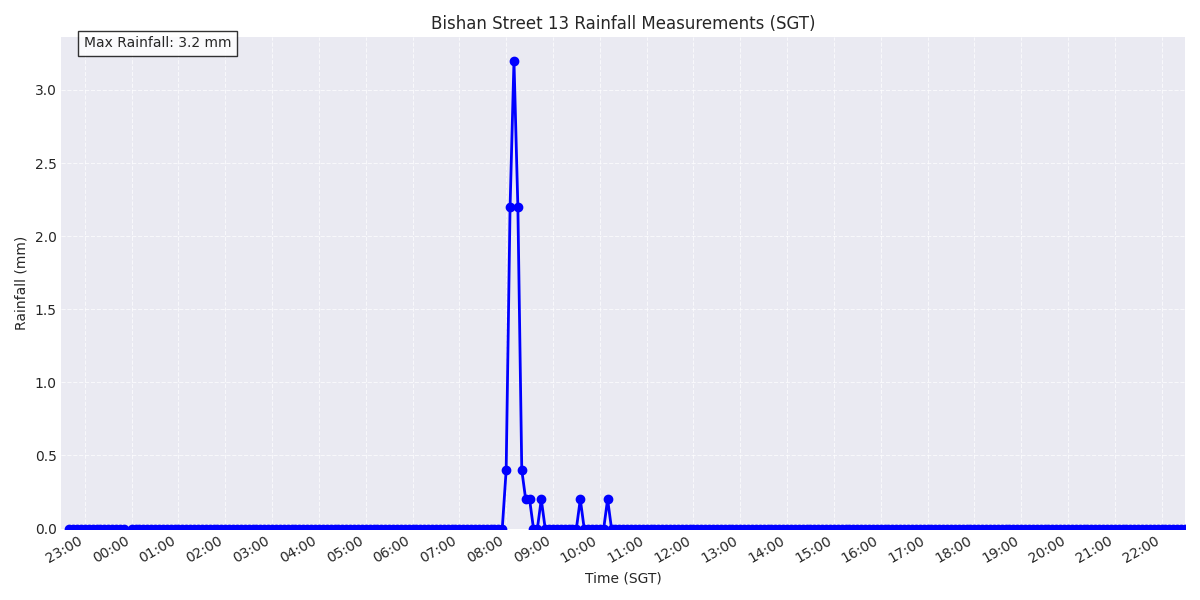 Bishan Street 13 Rainfall Measurements (SGT)
Max Rainfall: 3.2 mm
Rainfall (mm)
3.0
2.5
2.0
1.5
1.0
0.5
0.0
23:00 00:00 01:00 02:00 03:00 04:00 05:00 06:00 07:00 08:00 09:00 10:00 11:00 12:00 13:00 14:00 15:00 16:00 17:00 18:00 19:00 20:00 21:00 22:00
Time (SGT)